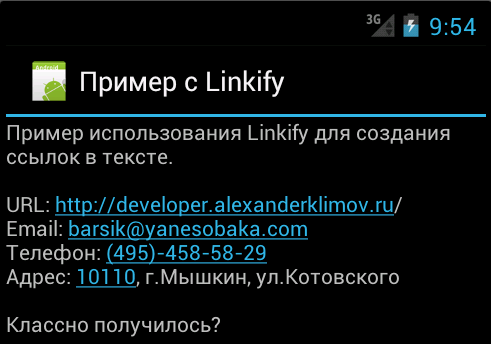 3G 9:54
Android
Пример с Linkify
Пример использования Linkify для создания
ссылок в тексте.
URL: http://developer.alexanderklimov.ru/
Email: barsik@yanesobaka.com
Телефон: (495)-458-58-29
Адрес: 10110, г.Мышкин, ул.Котовского
Классно получилось?